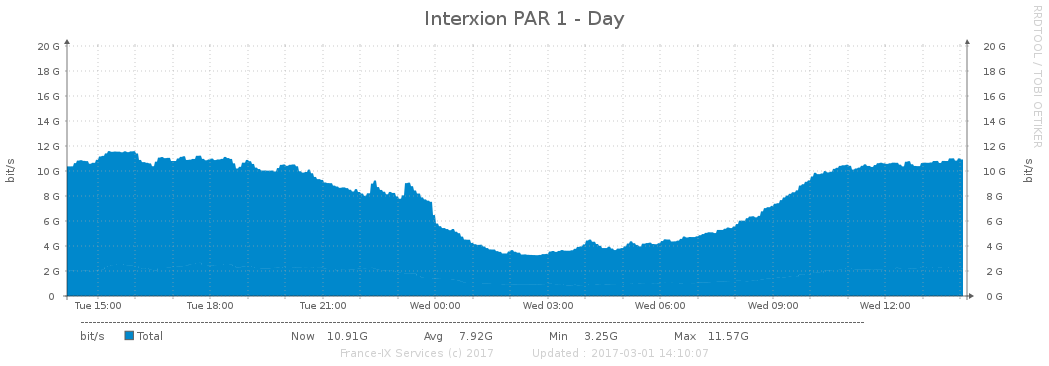 Interxion PAR 1 - Day
RRDTOOL / TOBI OETIKER
20 G 20 G
18 G 18 G
16 G 16 G
14 G 14 G
12 G 12 G
10 G 10 G
8 G 8 G
6 G 6 G
4 G 4 G
2 G 2 G
0 0 G
bit/s bit/s
Tue 15:00 Tue 18:00 Tue 21:00 Wed 00:00 Wed 03:00 Wed 06:00 Wed 09:00 Wed 12:00
bit/s Total Now 10.91G Avg 7.92G Min 3.25G Max 11.57G
France-IX Services (c) 2017 Updated : 2017-03-01 14:10:07